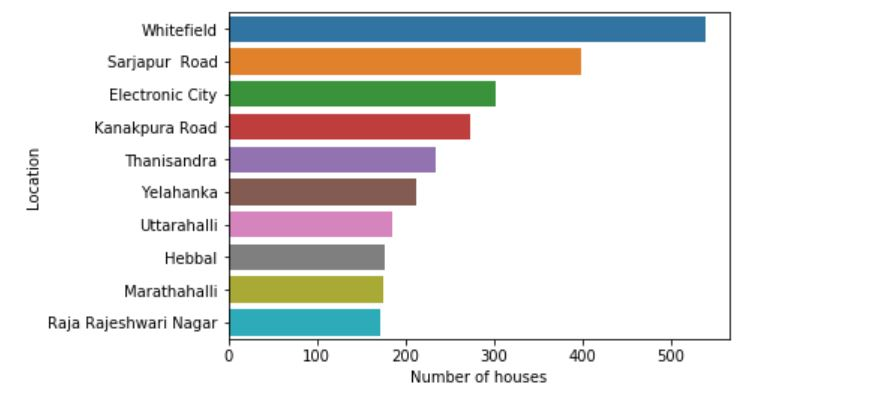 Whitefield
Sarjapur  Road
Electronic City
Kanakpura Road
Thanisandra
Yelahanka
Uttarahalli
Hebbal
Marathahalli
Raja Rajeshwari Nagar
Location
0 100 200 300 400 500
Number of houses